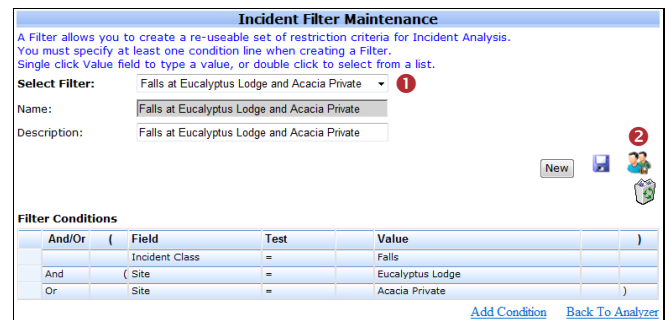 Incident Filter Maintenance
A Filter allows you to create a re-useable set of restriction criteria for Incident Analysis.
You must specify at least one condition line when creating a Filter.
Single click Value field to type a value, or double click to select from a list.
Select Filter: Falls at Eucalyptus Lodge and Acacia Private 1
Name: Falls at Eucalyptus Lodge and Acacia Private
Description: Falls at Eucalyptus Lodge and Acacia Private
2
New
Filter Conditions
And/Or ( Field Test Value )
Incident Class = Falls
And ( Site = Eucalyptus Lodge
Or Site = Acacia Private )
Add Condition Back To Analyzer